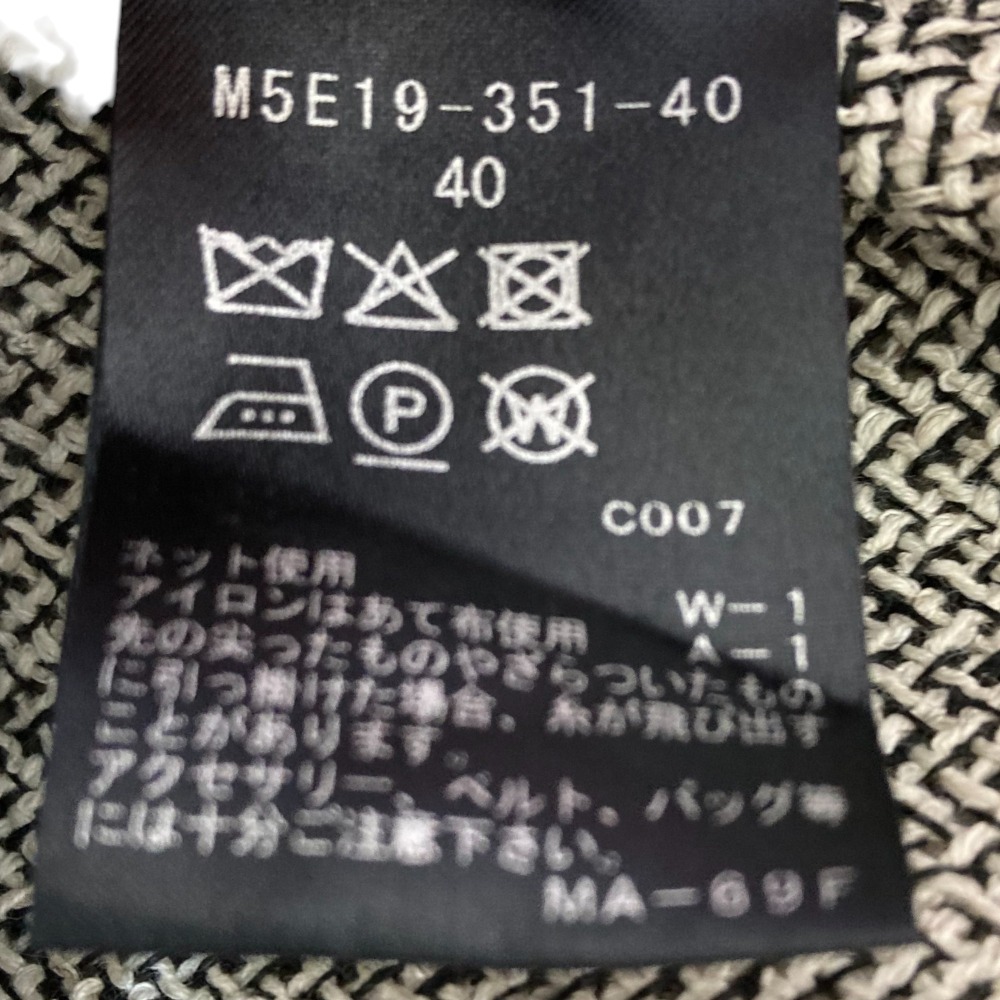 M5E19-351-40
40
P
W
C007
ネット使用
アイロンはあて布使用
W-1
A-1
先の尖ったものやざらついたもの
に引っ掛けた場合、糸が飛び出す
ことがあります。
アクセサリー、ベルト、バッグ等
には十分ご注意下さい。
MA-69F